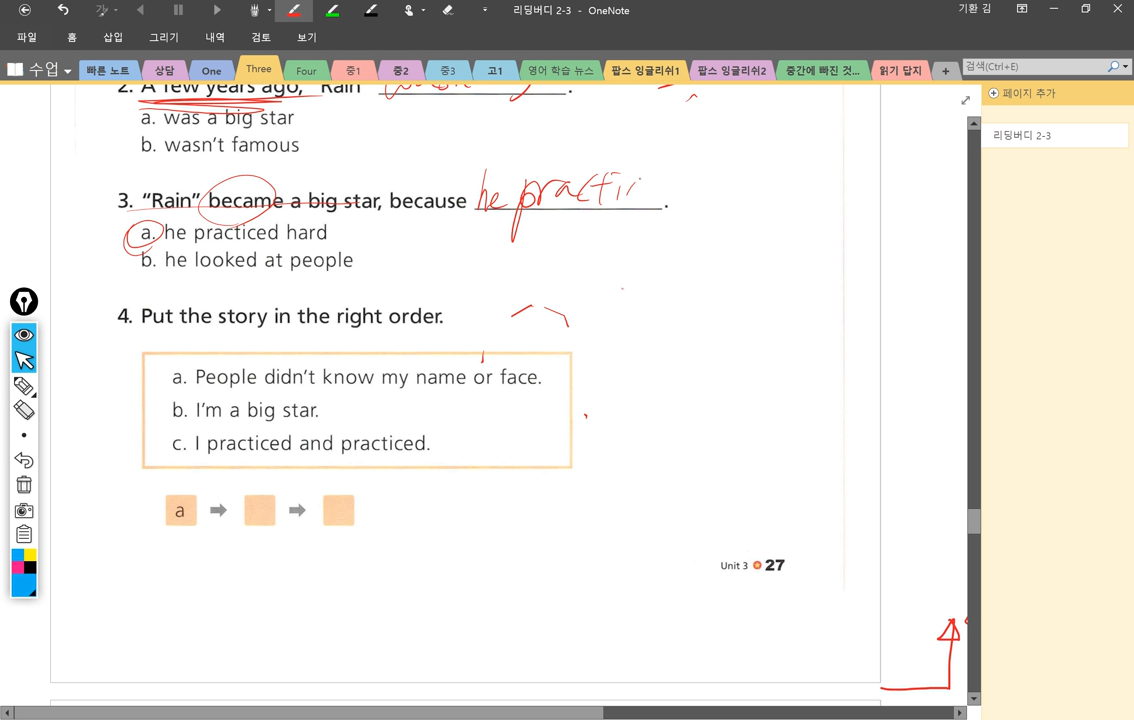 리딩버디 2-3 - OneNote
기환 김
파일 홈 삽입 그리기 내역 검토 보기
수업 빠른 노트 상담 One Three Four 중1 중2 중3 고1 영어 학습 뉴스 팝스 잉글리쉬1 팝스 잉글리쉬2 중간에 빠진 것... 읽기 답지 + 검색(Ctrl+E)
페이지 추가
리딩버디 2-3
2. A few years ago, "Rain" .
a. was a big star
b. wasn't famous
3. "Rain" became a big star, because he practi .
a. he practiced hard
b. he looked at people
4. Put the story in the right order.
a. People didn't know my name or face.
b. I'm a big star.
c. I practiced and practiced.
a
Unit 3 27